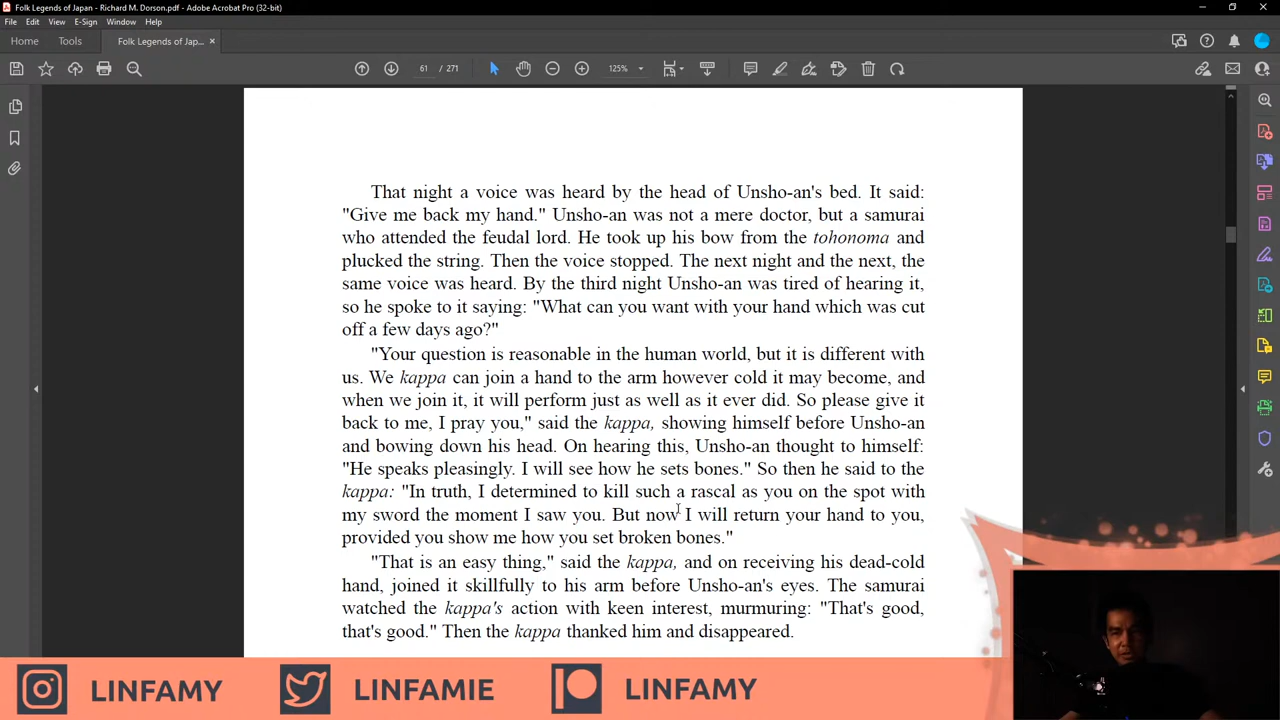 Folk Legends of Japan - Richard M. Dorson.pdf - Adobe Acrobat Pro (32-bit)
File Edit View E-Sign Window Help
Home Tools Folk Legends of Jap... ×
61 / 271 125%
That night a voice was heard by the head of Unsho-an's bed. It said:
"Give me back my hand." Unsho-an was not a mere doctor, but a samurai
who attended the feudal lord. He took up his bow from the tohonoma and
plucked the string. Then the voice stopped. The next night and the next, the
same voice was heard. By the third night Unsho-an was tired of hearing it,
so he spoke to it saying: "What can you want with your hand which was cut
off a few days ago?"
"Your question is reasonable in the human world, but it is different with
us. We kappa can join a hand to the arm however cold it may become, and
when we join it, it will perform just as well as it ever did. So please give it
back to me, I pray you," said the kappa, showing himself before Unsho-an
and bowing down his head. On hearing this, Unsho-an thought to himself:
"He speaks pleasingly. I will see how he sets bones." So then he said to the
kappa: "In truth, I determined to kill such a rascal as you on the spot with
my sword the moment I saw you. But now I will return your hand to you,
provided you show me how you set broken bones."
"That is an easy thing," said the kappa, and on receiving his dead-cold
hand, joined it skillfully to his arm before Unsho-an's eyes. The samurai
watched the kappa's action with keen interest, murmuring: "That's good,
that's good." Then the kappa thanked him and disappeared.
LINFAMY LINFAMIE LINFAMY